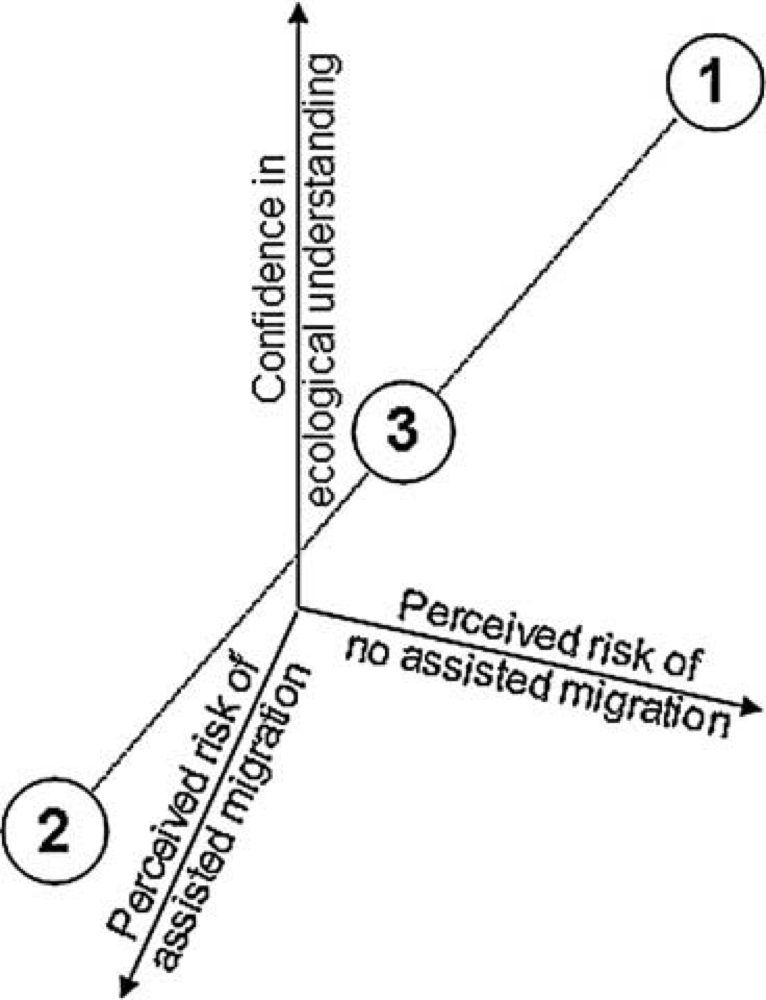 1
Confidence in
ecological understanding
3
Perceived risk of
no assisted migration
Perceived risk of
assisted migration
2